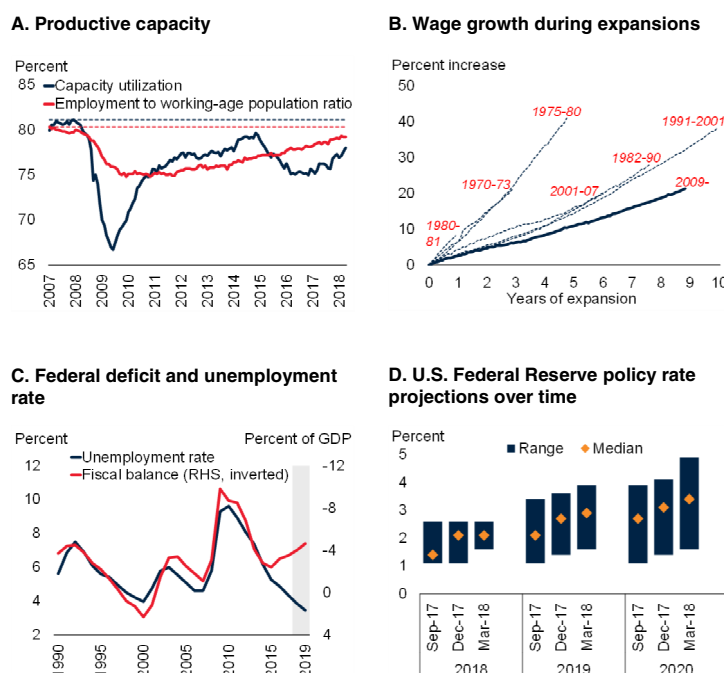 A. Productive capacity
Percent
85
Capacity utilization
Employment to working-age population ratio
80
75
70
65
2007
2008
2009
2010
2011
2012
2013
2014
2015
2016
2017
2018
B. Wage growth during expansions
Percent increase
50
40
30
20
10
0
1975-80
1991-2001
1982-90
1970-73
2001-07
2009-
1980-
81
0 1 2 3 4 5 6 7 8 9 10
Years of expansion
C. Federal deficit and unemployment
rate
Percent
Percent of GDP
Unemployment rate
Fiscal balance (RHS, inverted)
12
10
8
6
4
2
-12
-8
-4
0
4
1990
1995
2000
2005
2010
2015
2019
D. U.S. Federal Reserve policy rate
projections over time
Percent
Range Median
5
4
3
2
1
0
Sep-17
Dec-17
Mar-18
Sep-17
Dec-17
Mar-18
Sep-17
Dec-17
Mar-18
2018 2019 2020